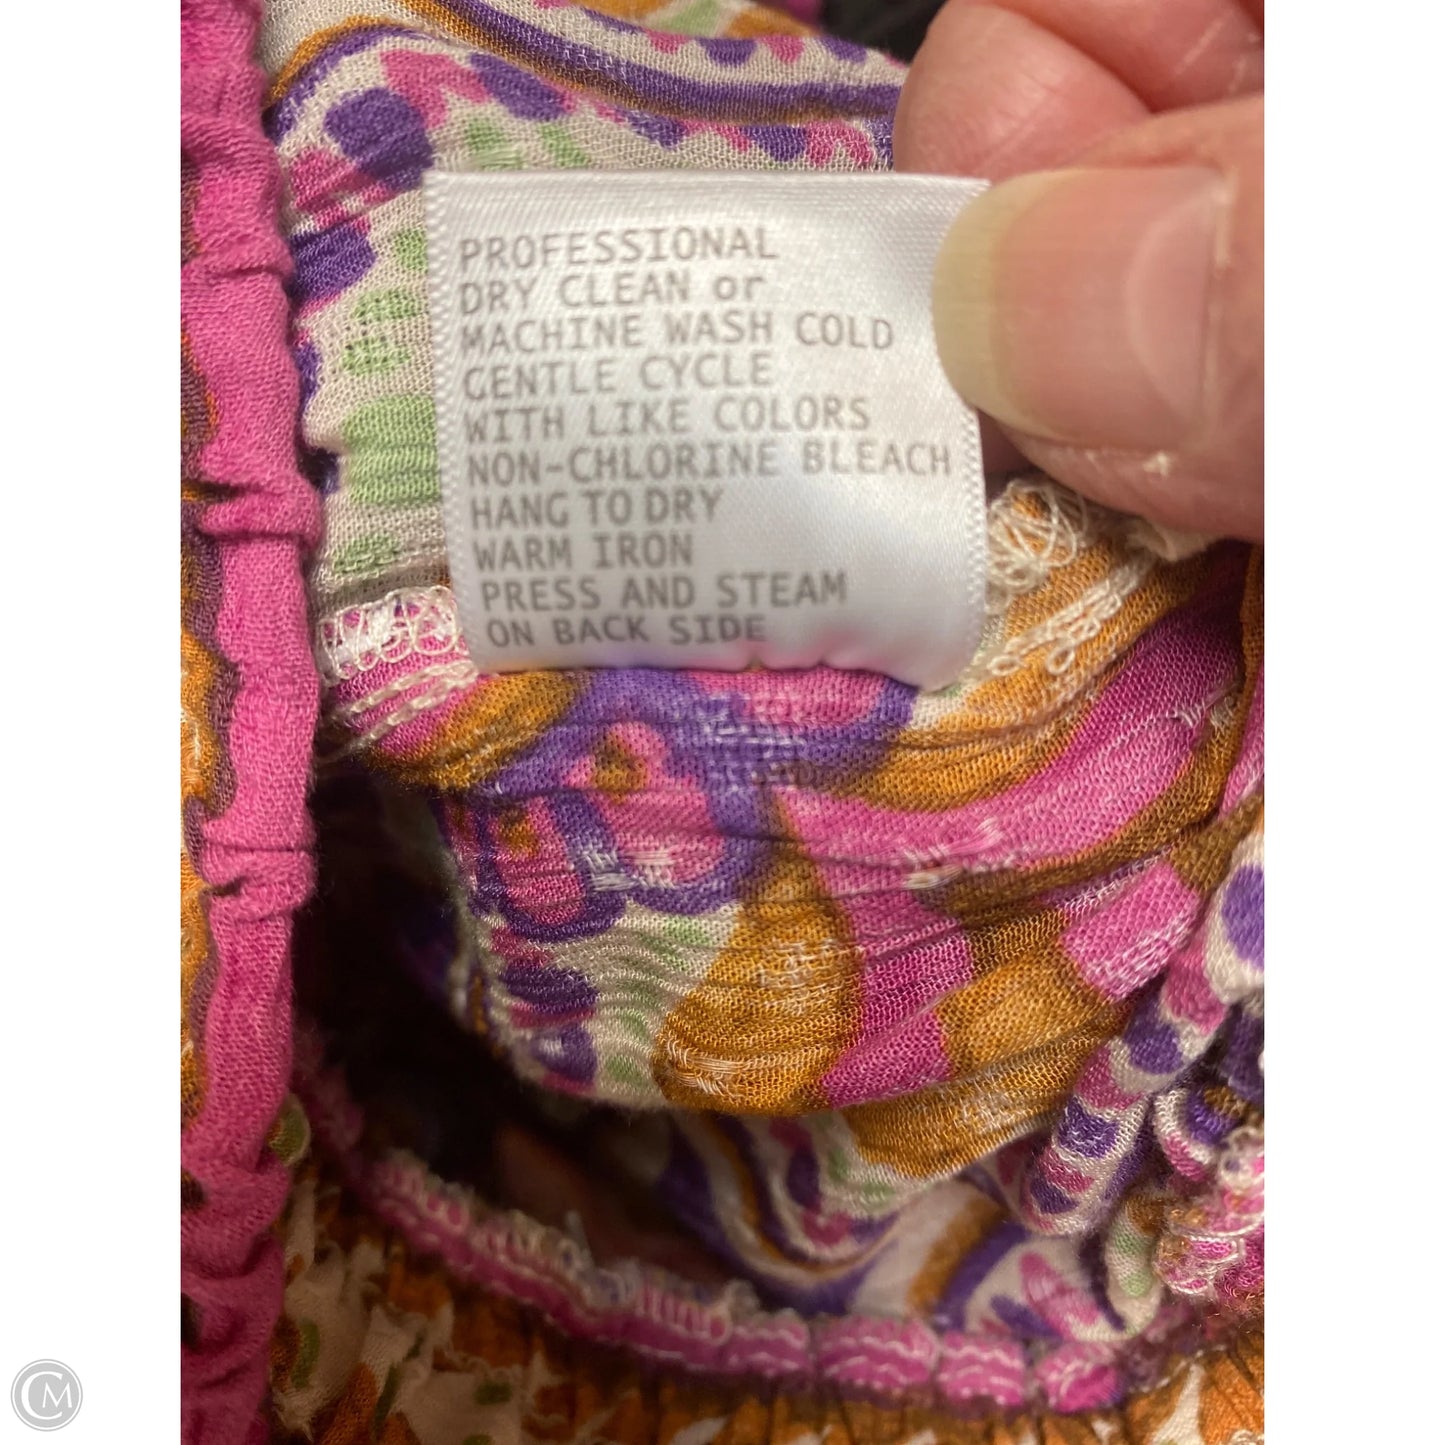 PROFESSIONAL
DRY CLEAN or
MACHINE WASH COLD
GENTLE CYCLE
WITH LIKE COLORS
NON-CHLORINE BLEACH
HANG TO DRY
WARM IRON
PRESS AND STEAM
ON BACK SIDE
CM